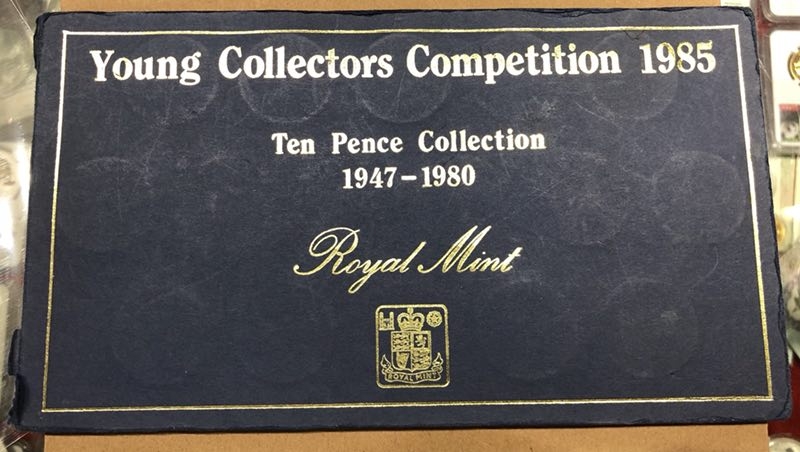 Young Collectors Competition 1985
Ten Pence Collection
1947-1980
Royal Mint
ROYAL MINT